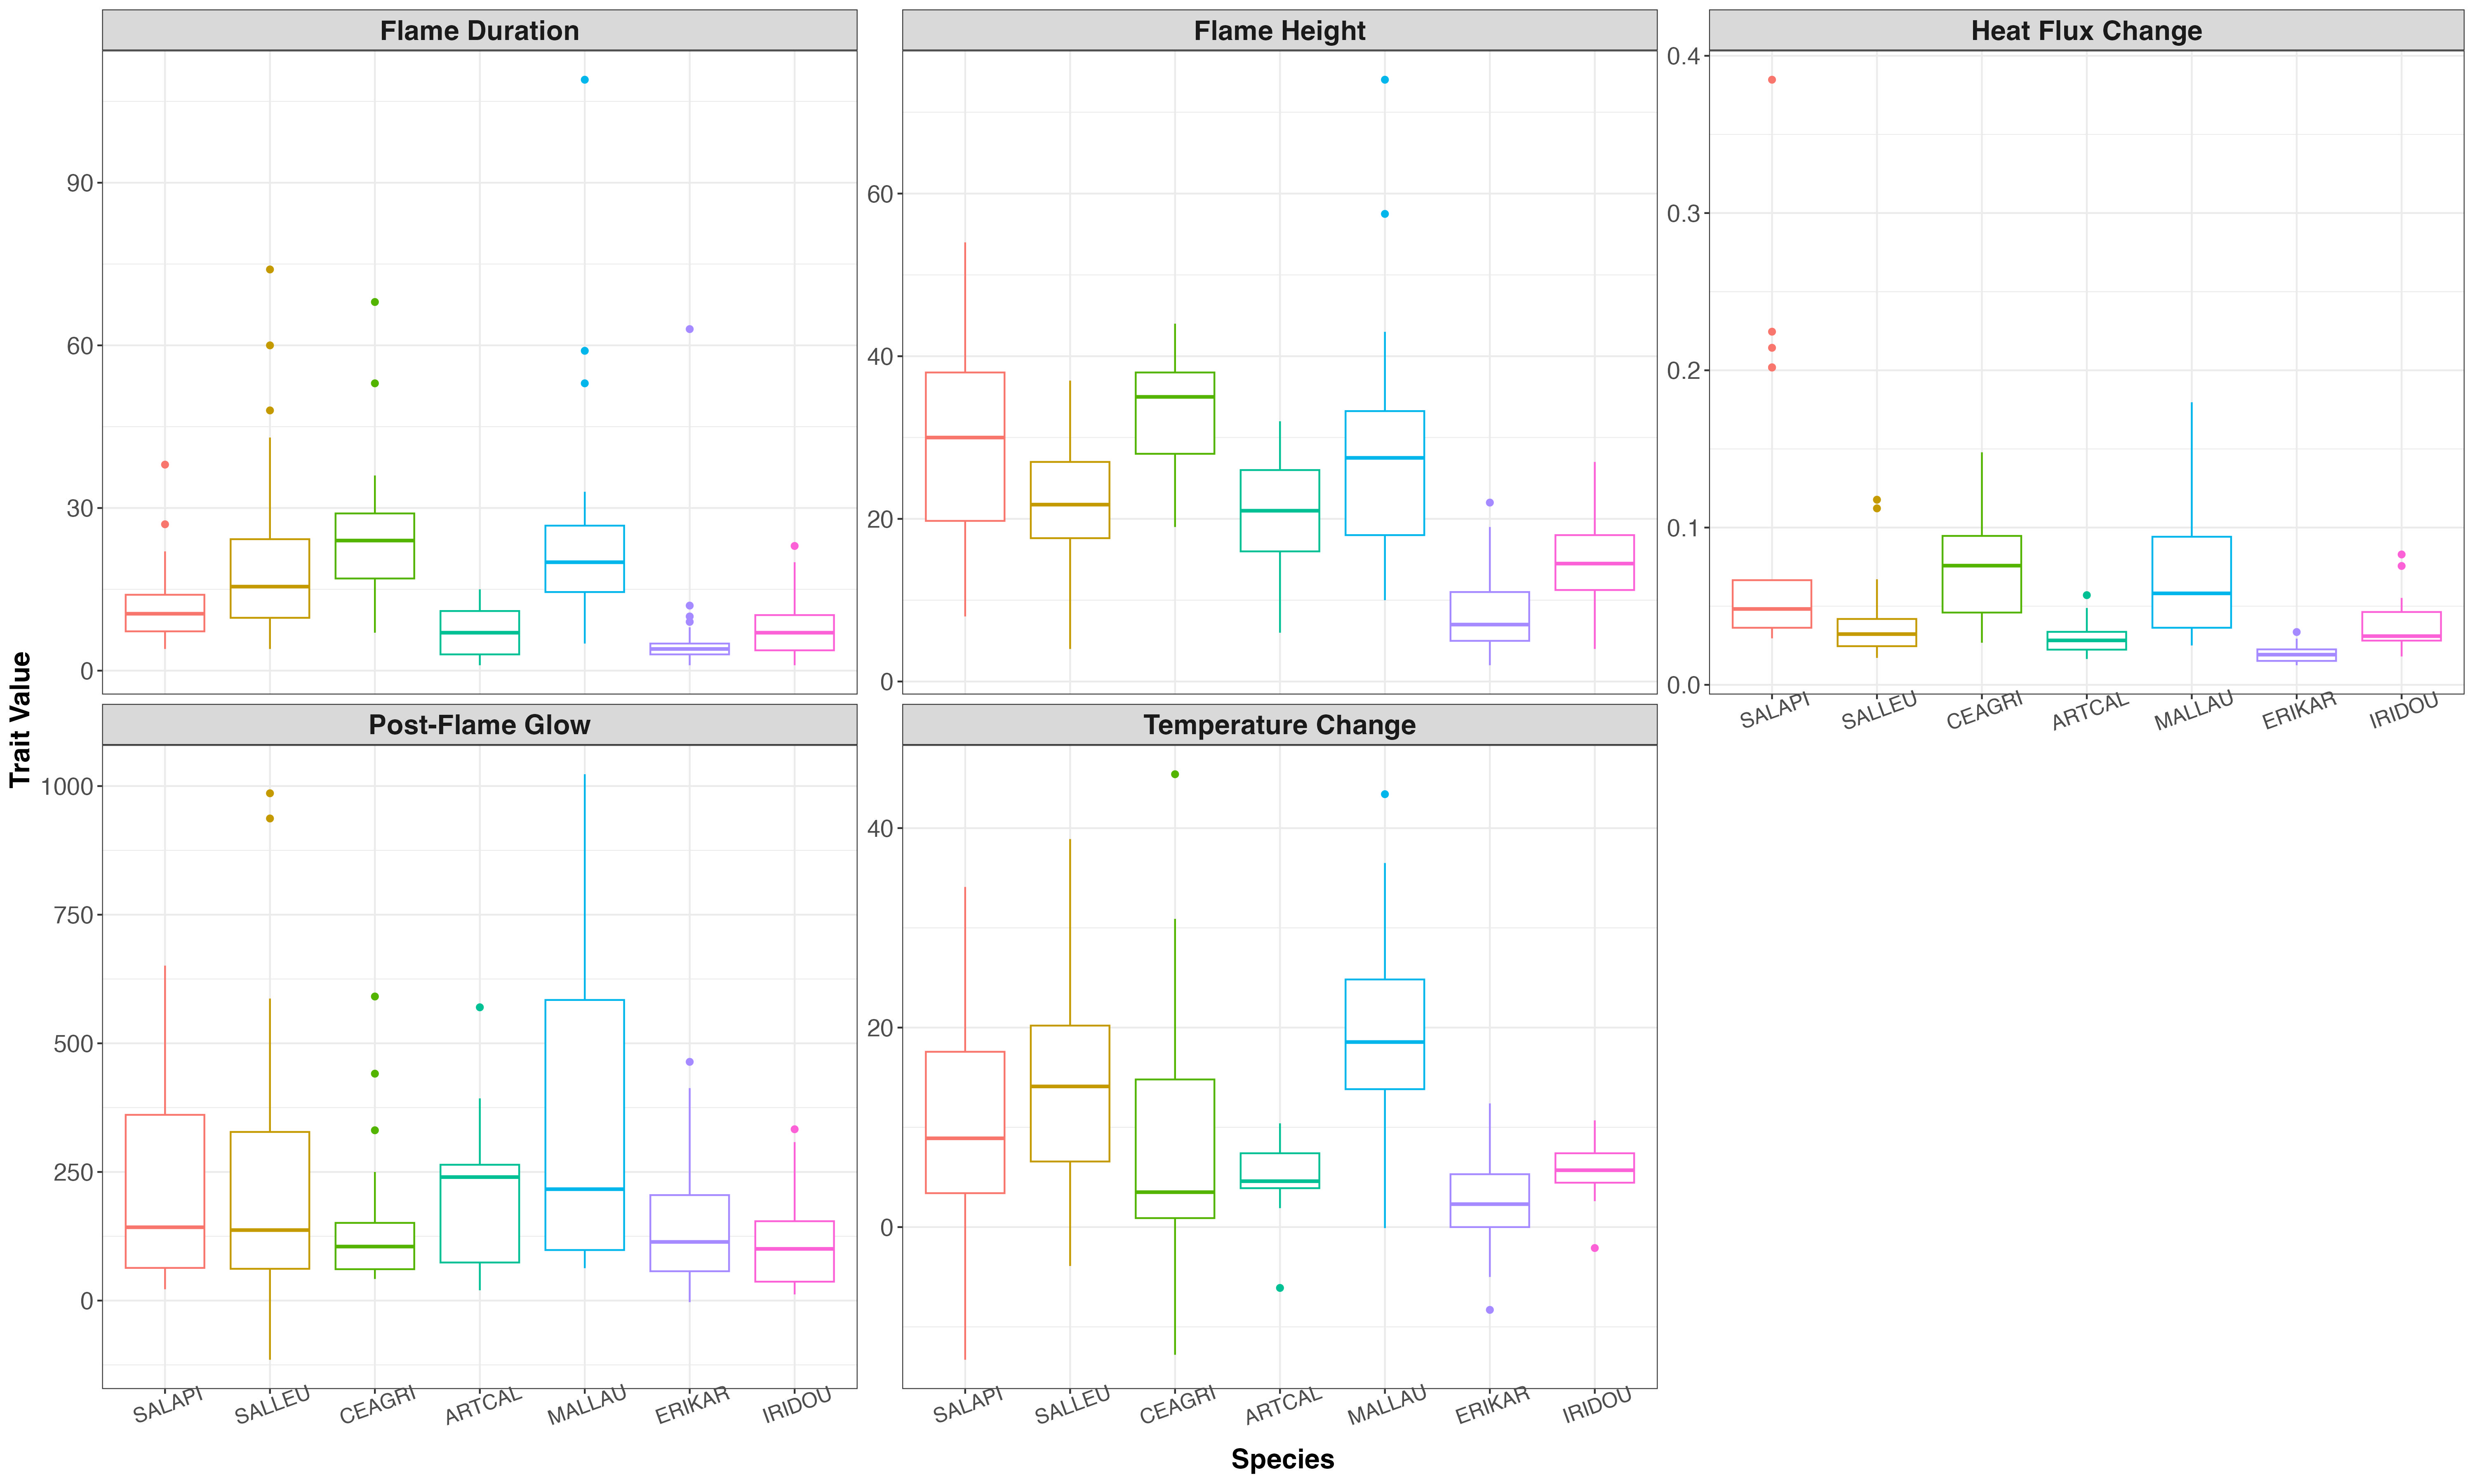 Flame Duration
Flame Height
Heat Flux Change
90
60
30
0
60
40
20
0
0.4
0.3
0.2
0.1
0.0
SALAPI SALLEU CEAGRI ARTCAL MALLAU ERIKAR IRIDOU
Trait Value
Post-Flame Glow
Temperature Change
1000
750
500
250
0
40
20
0
SALAPI SALLEU CEAGRI ARTCAL MALLAU ERIKAR IRIDOU
SALAPI SALLEU CEAGRI ARTCAL MALLAU ERIKAR IRIDOU
Species